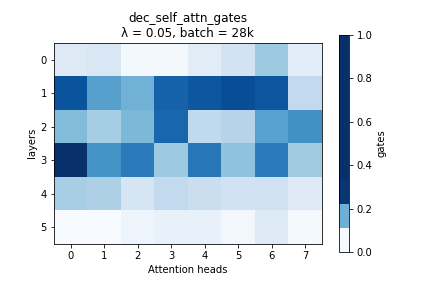 dec_self_attn_gates
λ = 0.05, batch = 28k
layers
0
1
2
3
4
5
0 1 2 3 4 5 6 7
Attention heads
1.0
0.8
0.6
0.4
0.2
0.0
gates